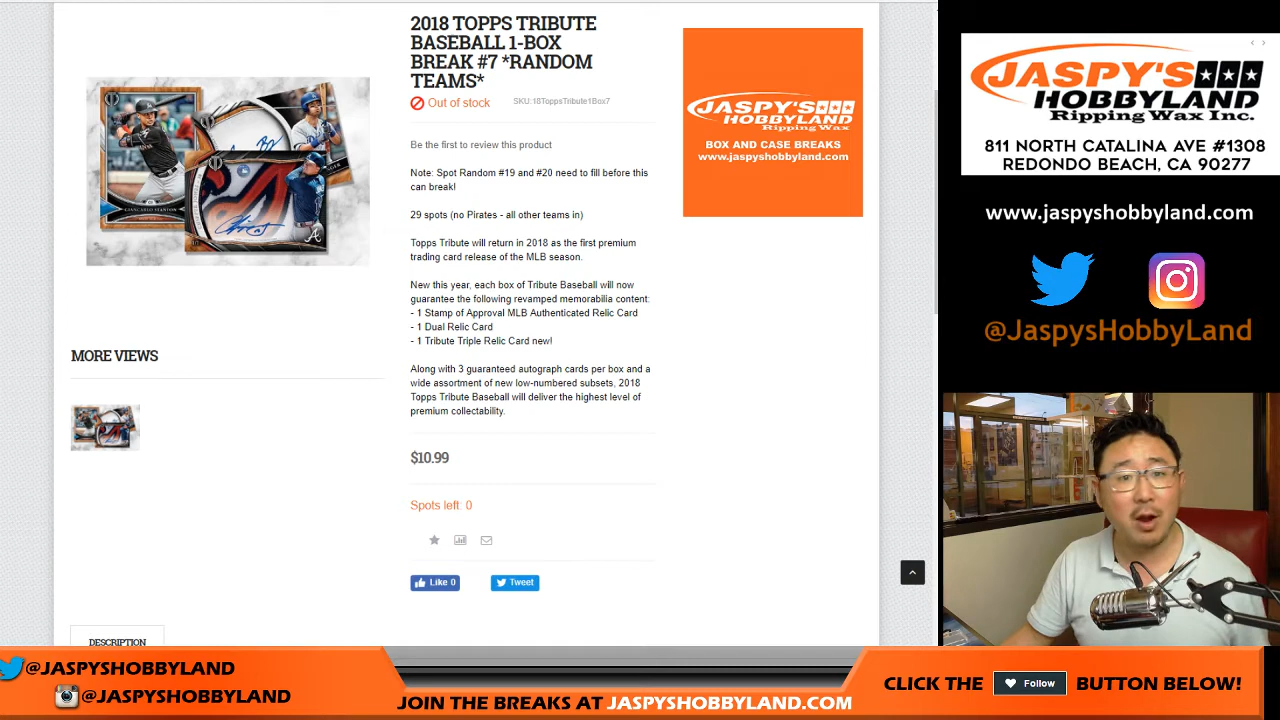 2018 TOPPS TRIBUTE
BASEBALL 1-BOX
BREAK #7 *RANDOM
TEAMS*
Out of stock
SKU:18ToppsTribute1Box7
Be the first to review this product
Note: Spot Random #19 and #20 need to fill before this
can break!
29 spots (no Pirates - all other teams in)
Topps Tribute will return in 2018 as the first premium
trading card release of the MLB season.
New this year, each box of Tribute Baseball will now
guarantee the following revamped memorabilia content:
- 1 Stamp of Approval MLB Authenticated Relic Card
- 1 Dual Relic Card
- 1 Tribute Triple Relic Card new!
Along with 3 guaranteed autograph cards per box and a
wide assortment of new low-numbered subsets, 2018
Topps Tribute Baseball will deliver the highest level of
premium collectability.
$10.99
Spots left 0
Like 0
Tweet
GIANCARLO STANTON
MORE VIEWS
DESCRIPTION
JASPY'S
HOBBYLAND
Ripping Wax
BOX AND CASE BREAKS
www.jaspyshobbyland.com
JASPY'S
HOBBYLAND
Ripping Wax Inc.
811 NORTH CATALINA AVE #1308
REDONDO BEACH, CA 90277
www.jaspyshobbyland.com
@JaspysHobbyLand
@JASPYSHOBBYLAND
@JASPYSHOBBYLAND
JOIN THE BREAKS AT JASPYSHOBBYLAND.COM
CLICK THE Follow BUTTON BELOW!